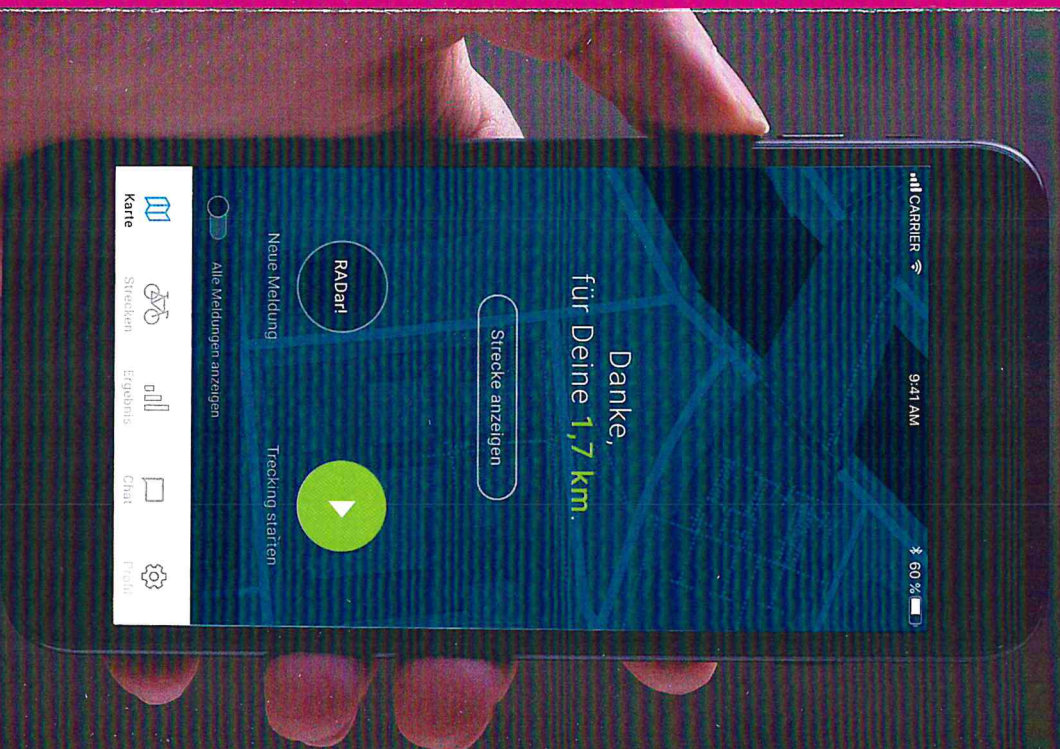 CARRIER 9:41 AM 60 %
Danke,
für Deine 1,7 km.
Strecke anzeigen
RADar!
Neue Meldung Trecking starten
Alle Meldungen anzeigen
Karte Strecken Ergebnis Chat Profil